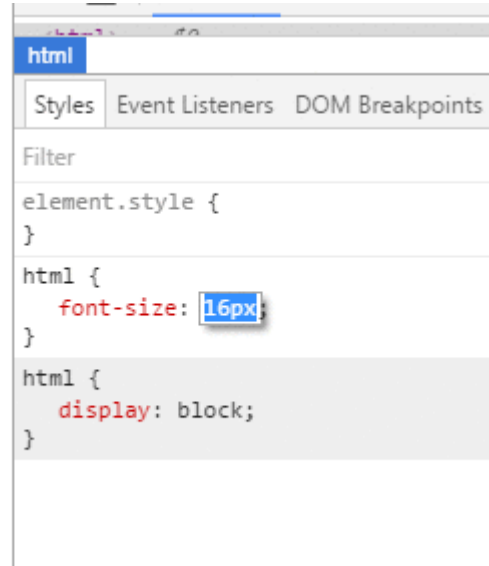 html
Styles Event Listeners DOM Breakpoints
Filter
element.style {
}
html {
font-size: 16px;
}
html {
display: block;
}